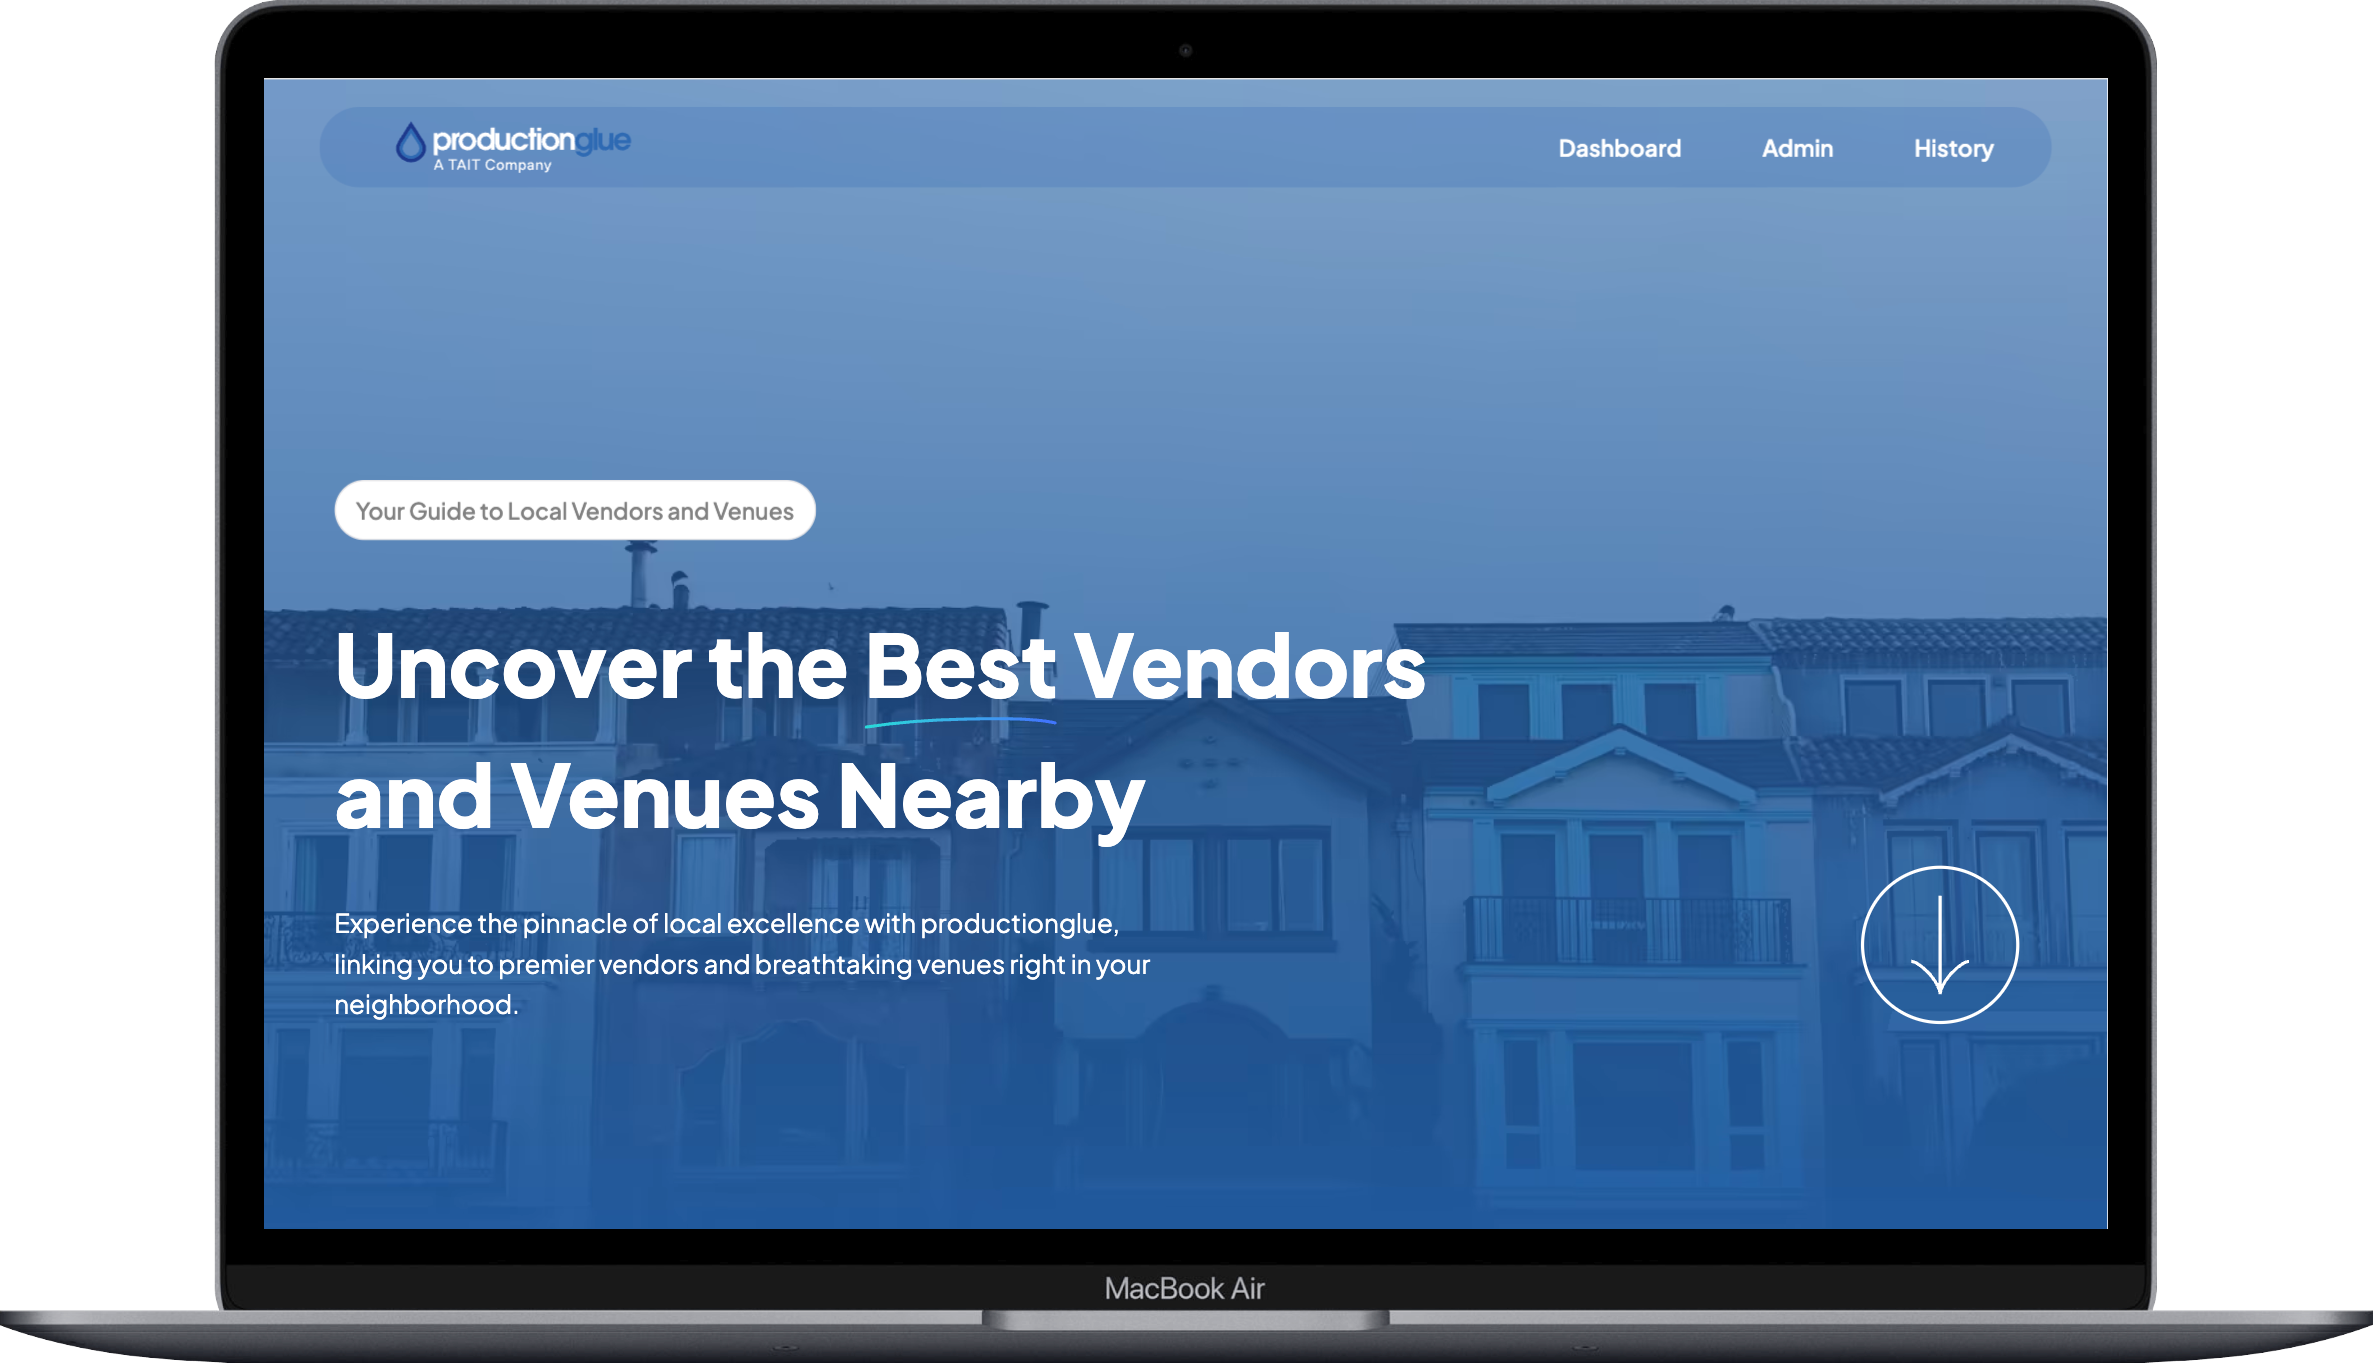 productionglue
A TAIT Company
Dashboard Admin History
Your Guide to Local Vendors and Venues
Uncover the Best Vendors
and Venues Nearby
Experience the pinnacle of local excellence with productionglue,
linking you to premier vendors and breathtaking venues right in your
neighborhood.
MacBook Air